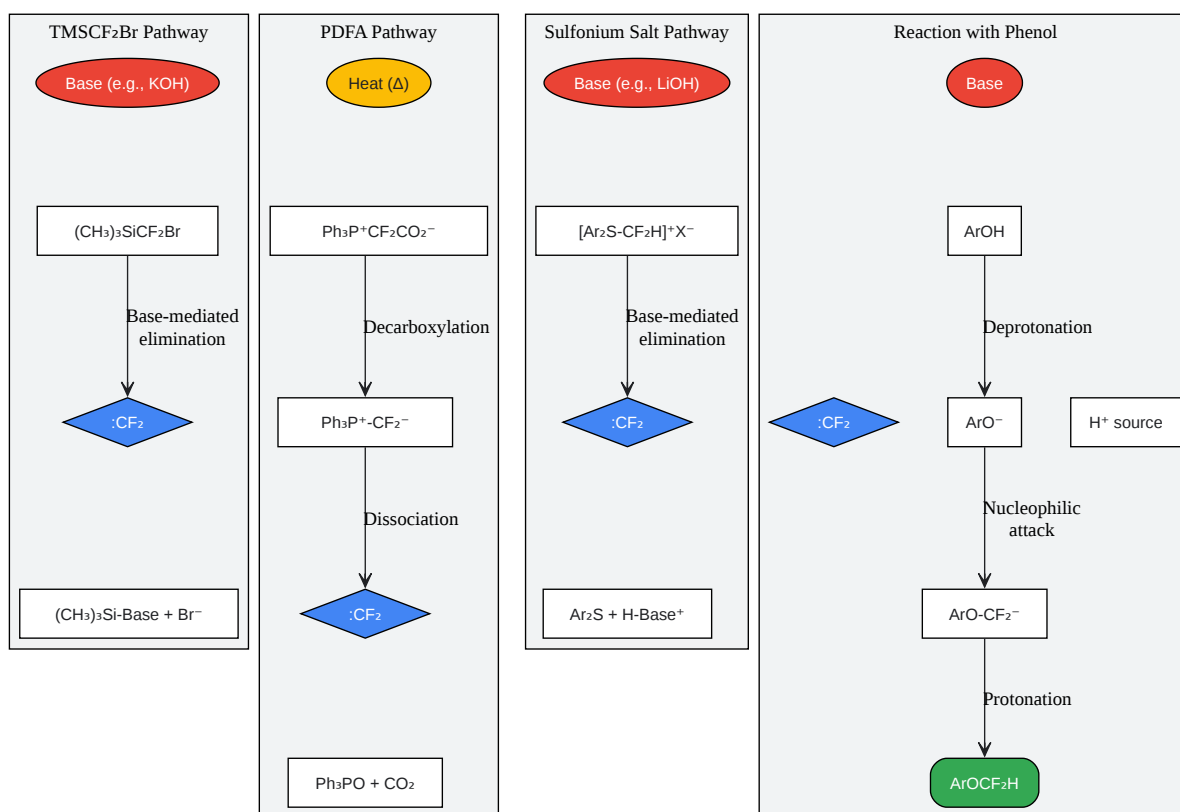 TMSCF₂Br Pathway
Base (e.g., KOH)
(CH₃)₃SiCF₂Br
Base-mediated
elimination
:CF₂
(CH₃)₃Si-Base + Br⁻
PDFA Pathway
Heat (Δ)
Ph₃P⁺CF₂CO₂⁻
Decarboxylation
Ph₃P⁺-CF₂⁻
Dissociation
:CF₂
Ph₃PO + CO₂
Sulfonium Salt Pathway
Base (e.g., LiOH)
[Ar₂S-CF₂H]⁺X⁻
Base-mediated
elimination
:CF₂
Ar₂S + H-Base⁺
Reaction with Phenol
Base
ArOH
Deprotonation
:CF₂
ArO⁻
H⁺ source
Nucleophilic
attack
ArO-CF₂⁻
Protonation
ArOCF₂H